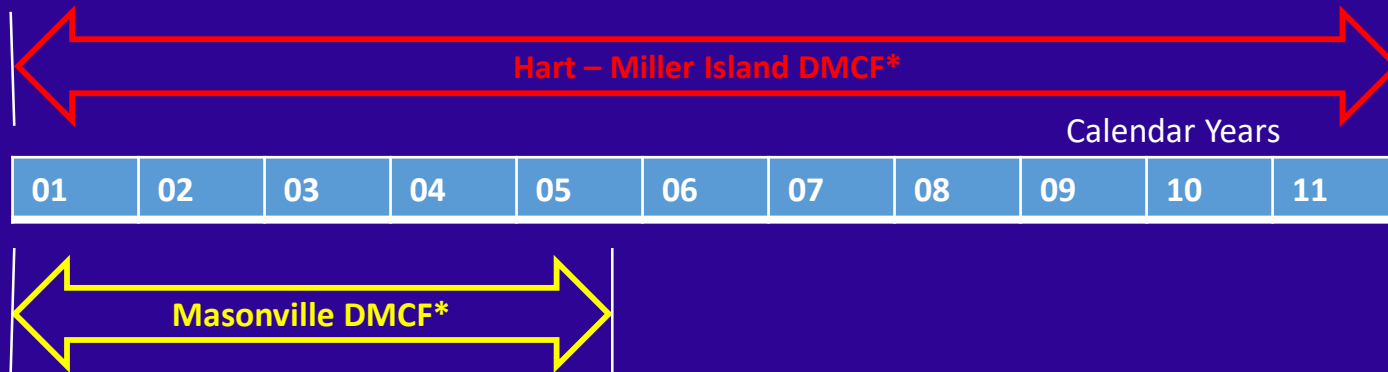 Hart – Miller Island DMCF*
Calendar Years
01 02 03 04 05 06 07 08 09 10 11
Masonville DMCF*